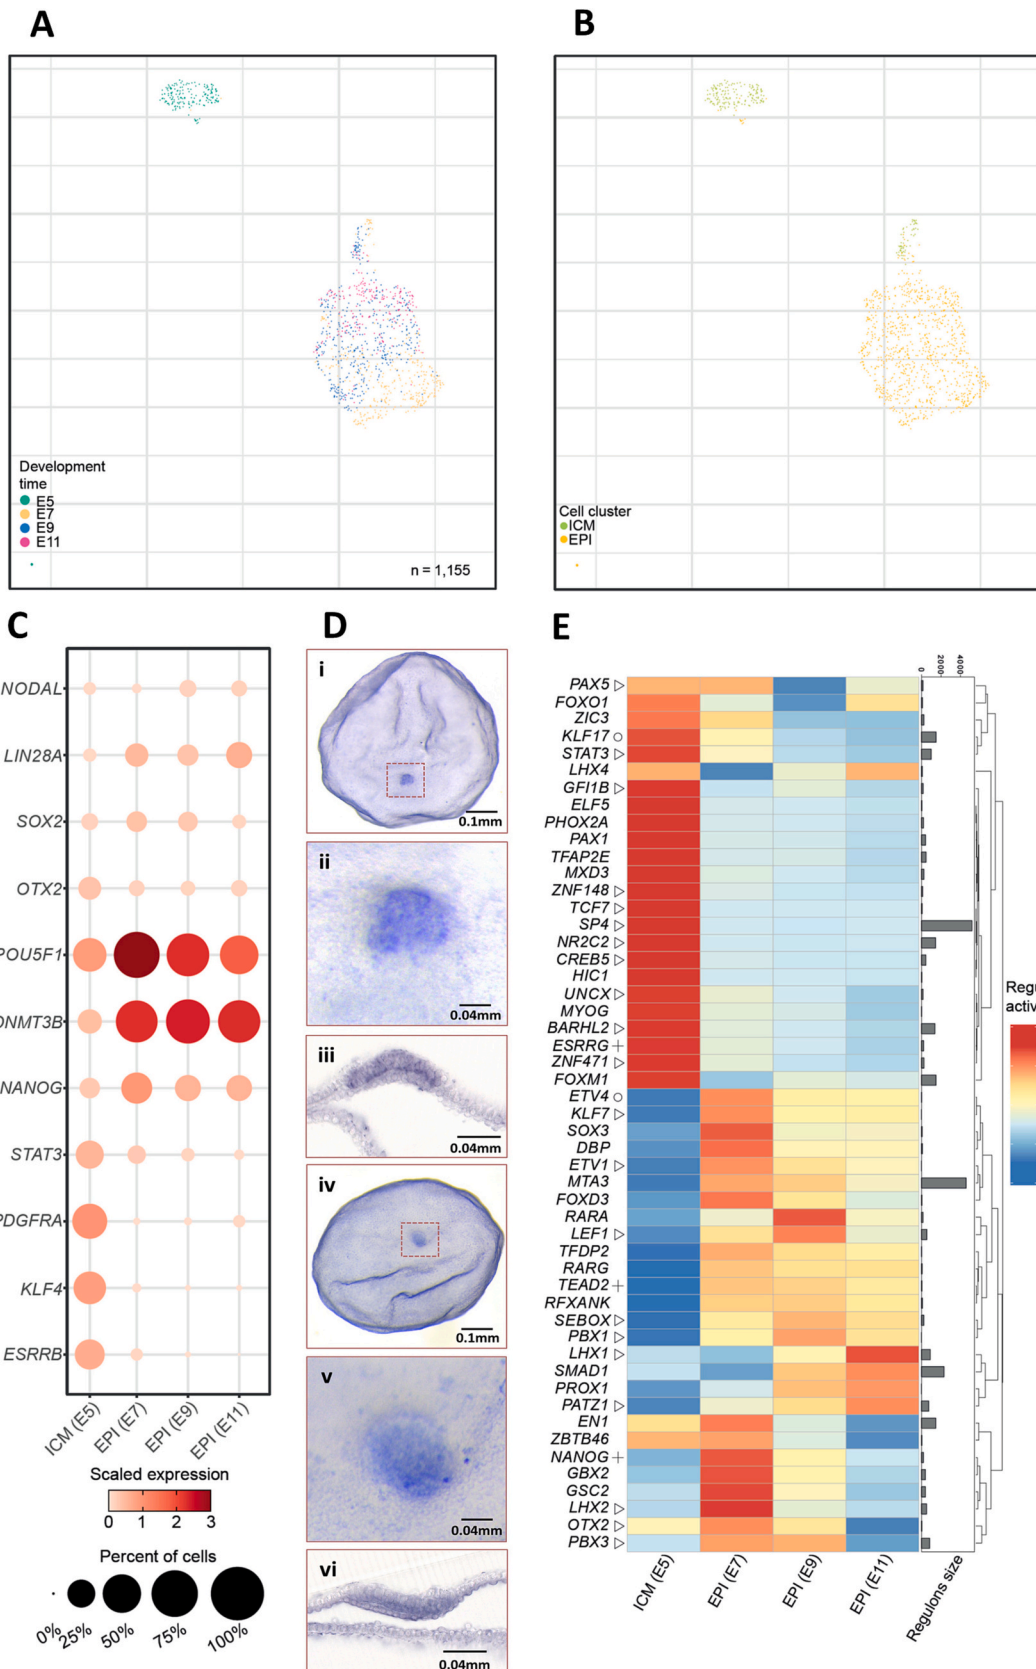 A
B
Development
time
E5
E7
E9
E11
n = 1,155
Cell cluster
ICM
EPI
C
NODAL
LIN28A
SOX2
OTX2
POU5F1
DNMT3B
NANOG
STAT3
PDGFRA
KLF4
ESRRB
ICM (E5)
EPI (E7)
EPI (E9)
EPI (E11)
Scaled expression
0 1 2 3
Percent of cells
0% 25% 50% 75% 100%
D
i
0.1mm
ii
0.04mm
iii
0.04mm
iv
0.1mm
v
0.04mm
vi
0.04mm
E
0 2000 4000
PAX5 ▷
FOXO1
ZIC3
KLF17 ○
STAT3 ▷
LHX4
GFI1B ▷
ELF5
PHOX2A
PAX1
TFAP2E
MXD3
ZNF148 ▷
TCF7 ▷
SP4 ▷
NR2C2 ▷
CREB5 ▷
HIC1
UNCX ▷
MYOG
BARHL2 ▷
ESRRG +
ZNF471 ▷
FOXM1
ETV4 ○
KLF7 ▷
SOX3
DBP
ETV1 ▷
MTA3
FOXD3
RARA
LEF1 ▷
TFDP2
RARG
TEAD2 +
RFXANK
SEBOX ▷
PBX1 ▷
LHX1 ▷
SMAD1
PROX1
PATZ1 ▷
EN1
ZBTB46
NANOG +
GBX2
GSC2
LHX2 ▷
OTX2 ▷
PBX3 ▷
ICM (E5)
EPI (E7)
EPI (E9)
EPI (E11)
Regulons size
Regu
activ